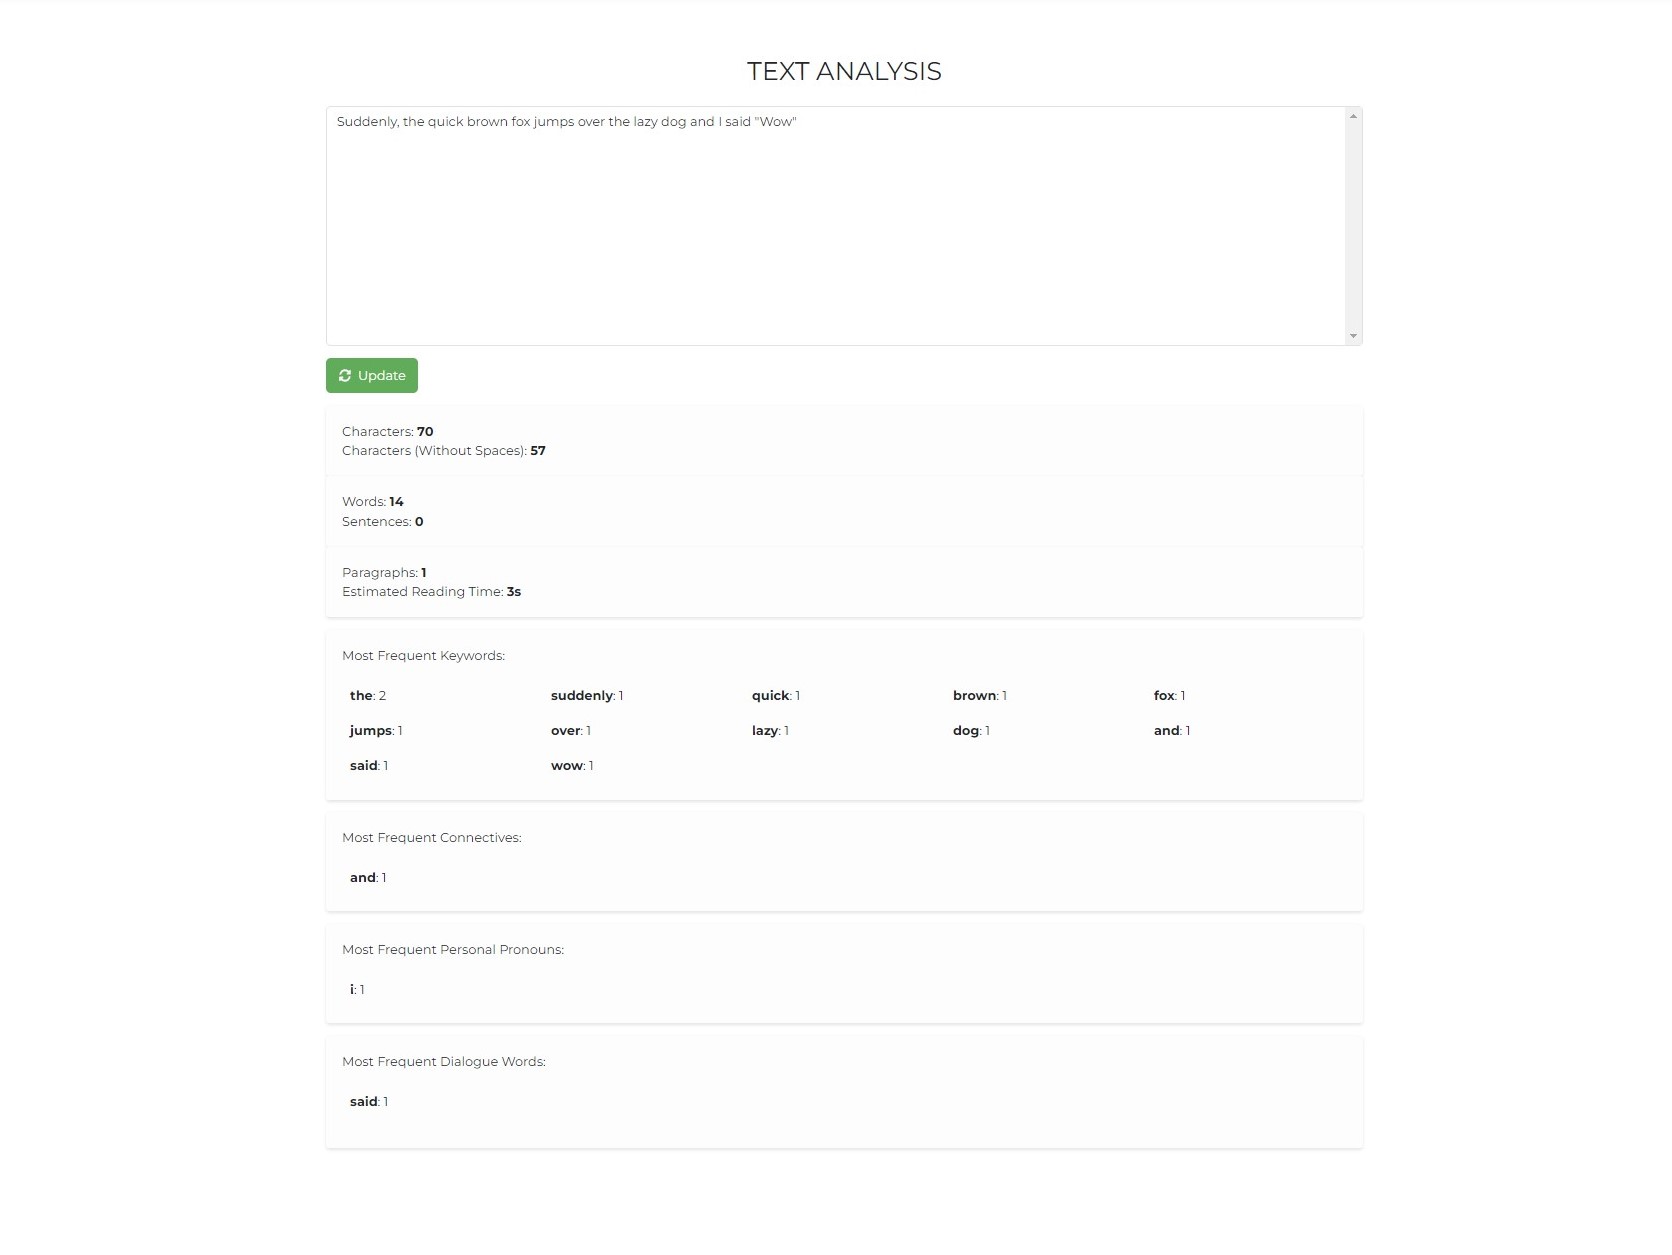 TEXT ANALYSIS
Suddenly, the quick brown fox jumps over the lazy dog and I said "Wow"
Update
Characters: 70
Characters (Without Spaces): 57
Words: 14
Sentences: 0
Paragraphs: 1
Estimated Reading Time: 3s
Most Frequent Keywords:
the: 2 suddenly: 1 quick: 1 brown: 1 fox: 1
jumps: 1 over: 1 lazy: 1 dog: 1 and: 1
said: 1 wow: 1
Most Frequent Connectives:
and: 1
Most Frequent Personal Pronouns:
i: 1
Most Frequent Dialogue Words:
said: 1